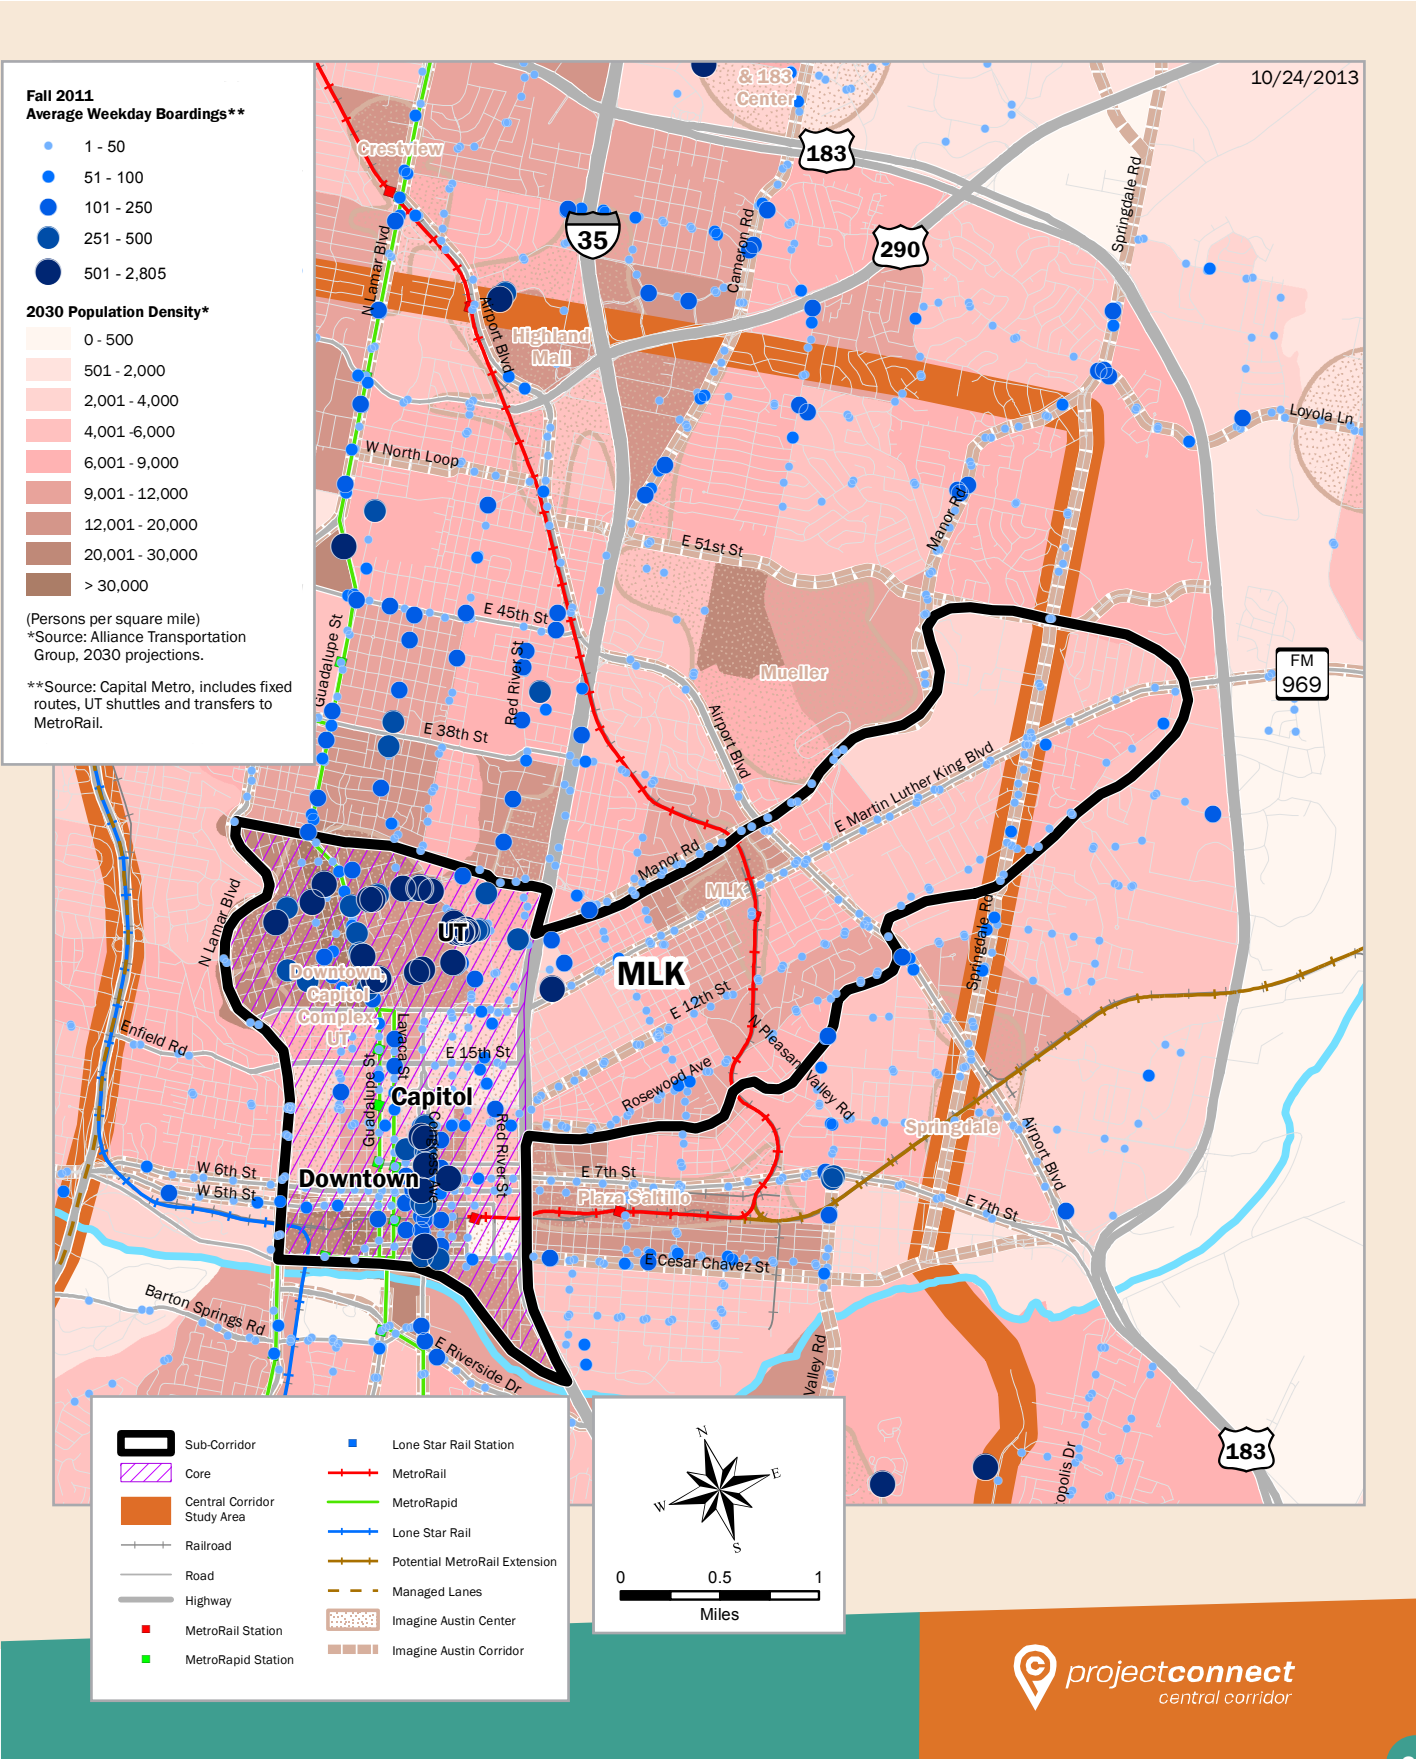 10/24/2013
Fall 2011
Average Weekday Boardings**
1 - 50
51 - 100
101 - 250
251 - 500
501 - 2,805
2030 Population Density*
0 - 500
501 - 2,000
2,001 - 4,000
4,001 -6,000
6,001 - 9,000
9,001 - 12,000
12,001 - 20,000
20,001 - 30,000
> 30,000
(Persons per square mile)
*Source: Alliance Transportation
Group, 2030 projections.
**Source: Capital Metro, includes fixed
routes, UT shuttles and transfers to
MetroRail.
& 183
Center
Crestview
183
35
290
Springdale Rd
Cameron Rd
N Lamar Blvd
Airport Blvd
Highland
Mall
Loyola Ln
W North Loop
Manor Rd
E 51st St
E 45th St
Guadalupe St
Red River St
Mueller
FM
969
E 38th St
Airport Blvd
E Martin Luther King Blvd
Manor Rd
MLK
N Lamar Blvd
UT
Springdale Rd
MLK
Downtown,
Capitol
Complex,
UT
E 12th St
Enfield Rd
Lavaca St
E 15th St
N Pleasant Valley Rd
Guadalupe St
Capitol
Rosewood Ave
Congress Ave
Red River St
Springdale
Airport Blvd
W 6th St
Downtown
E 7th St
W 5th St
Plaza Saltillo
E 7th St
E Cesar Chavez St
Barton Springs Rd
E Riverside Dr
Valley Rd
183
opolis Dr
Sub-Corridor
Core
Central Corridor
Study Area
Railroad
Road
Highway
MetroRail Station
MetroRapid Station
Lone Star Rail Station
MetroRail
MetroRapid
Lone Star Rail
Potential MetroRail Extension
Managed Lanes
Imagine Austin Center
Imagine Austin Corridor
N
E
W
S
0 0.5 1
Miles
projectconnect
central corridor